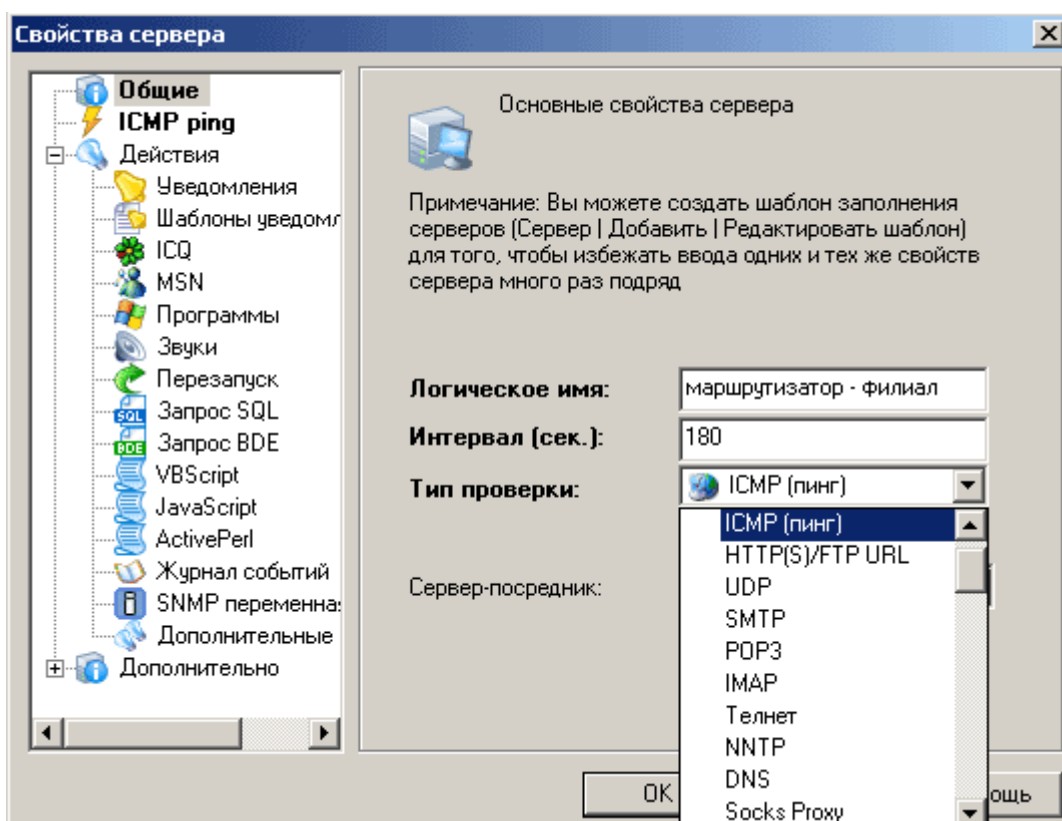 Свойства сервера
Общие
ICMP ping
Действия
Уведомления
Шаблоны уведомл
ICQ
MSN
Программы
Звуки
Перезапуск
SQL Запрос SQL
BDE Запрос BDE
VBScript
JavaScript
ActivePerl
Журнал событий
SNMP переменна
Дополнительные
Дополнительно
Основные свойства сервера
Примечание: Вы можете создать шаблон заполнения
серверов (Сервер | Добавить | Редактировать шаблон)
для того, чтобы избежать ввода одних и тех же свойств
сервера много раз подряд
Логическое имя: маршрутизатор - филиал
Интервал (сек.): 180
Тип проверки: ICMP (пинг)
ICMP (пинг)
HTTP(S)/FTP URL
UDP
SMTP
POP3
IMAP
Телнет
NNTP
DNS
Socks Proxy
Сервер-посредник:
OK
ощь